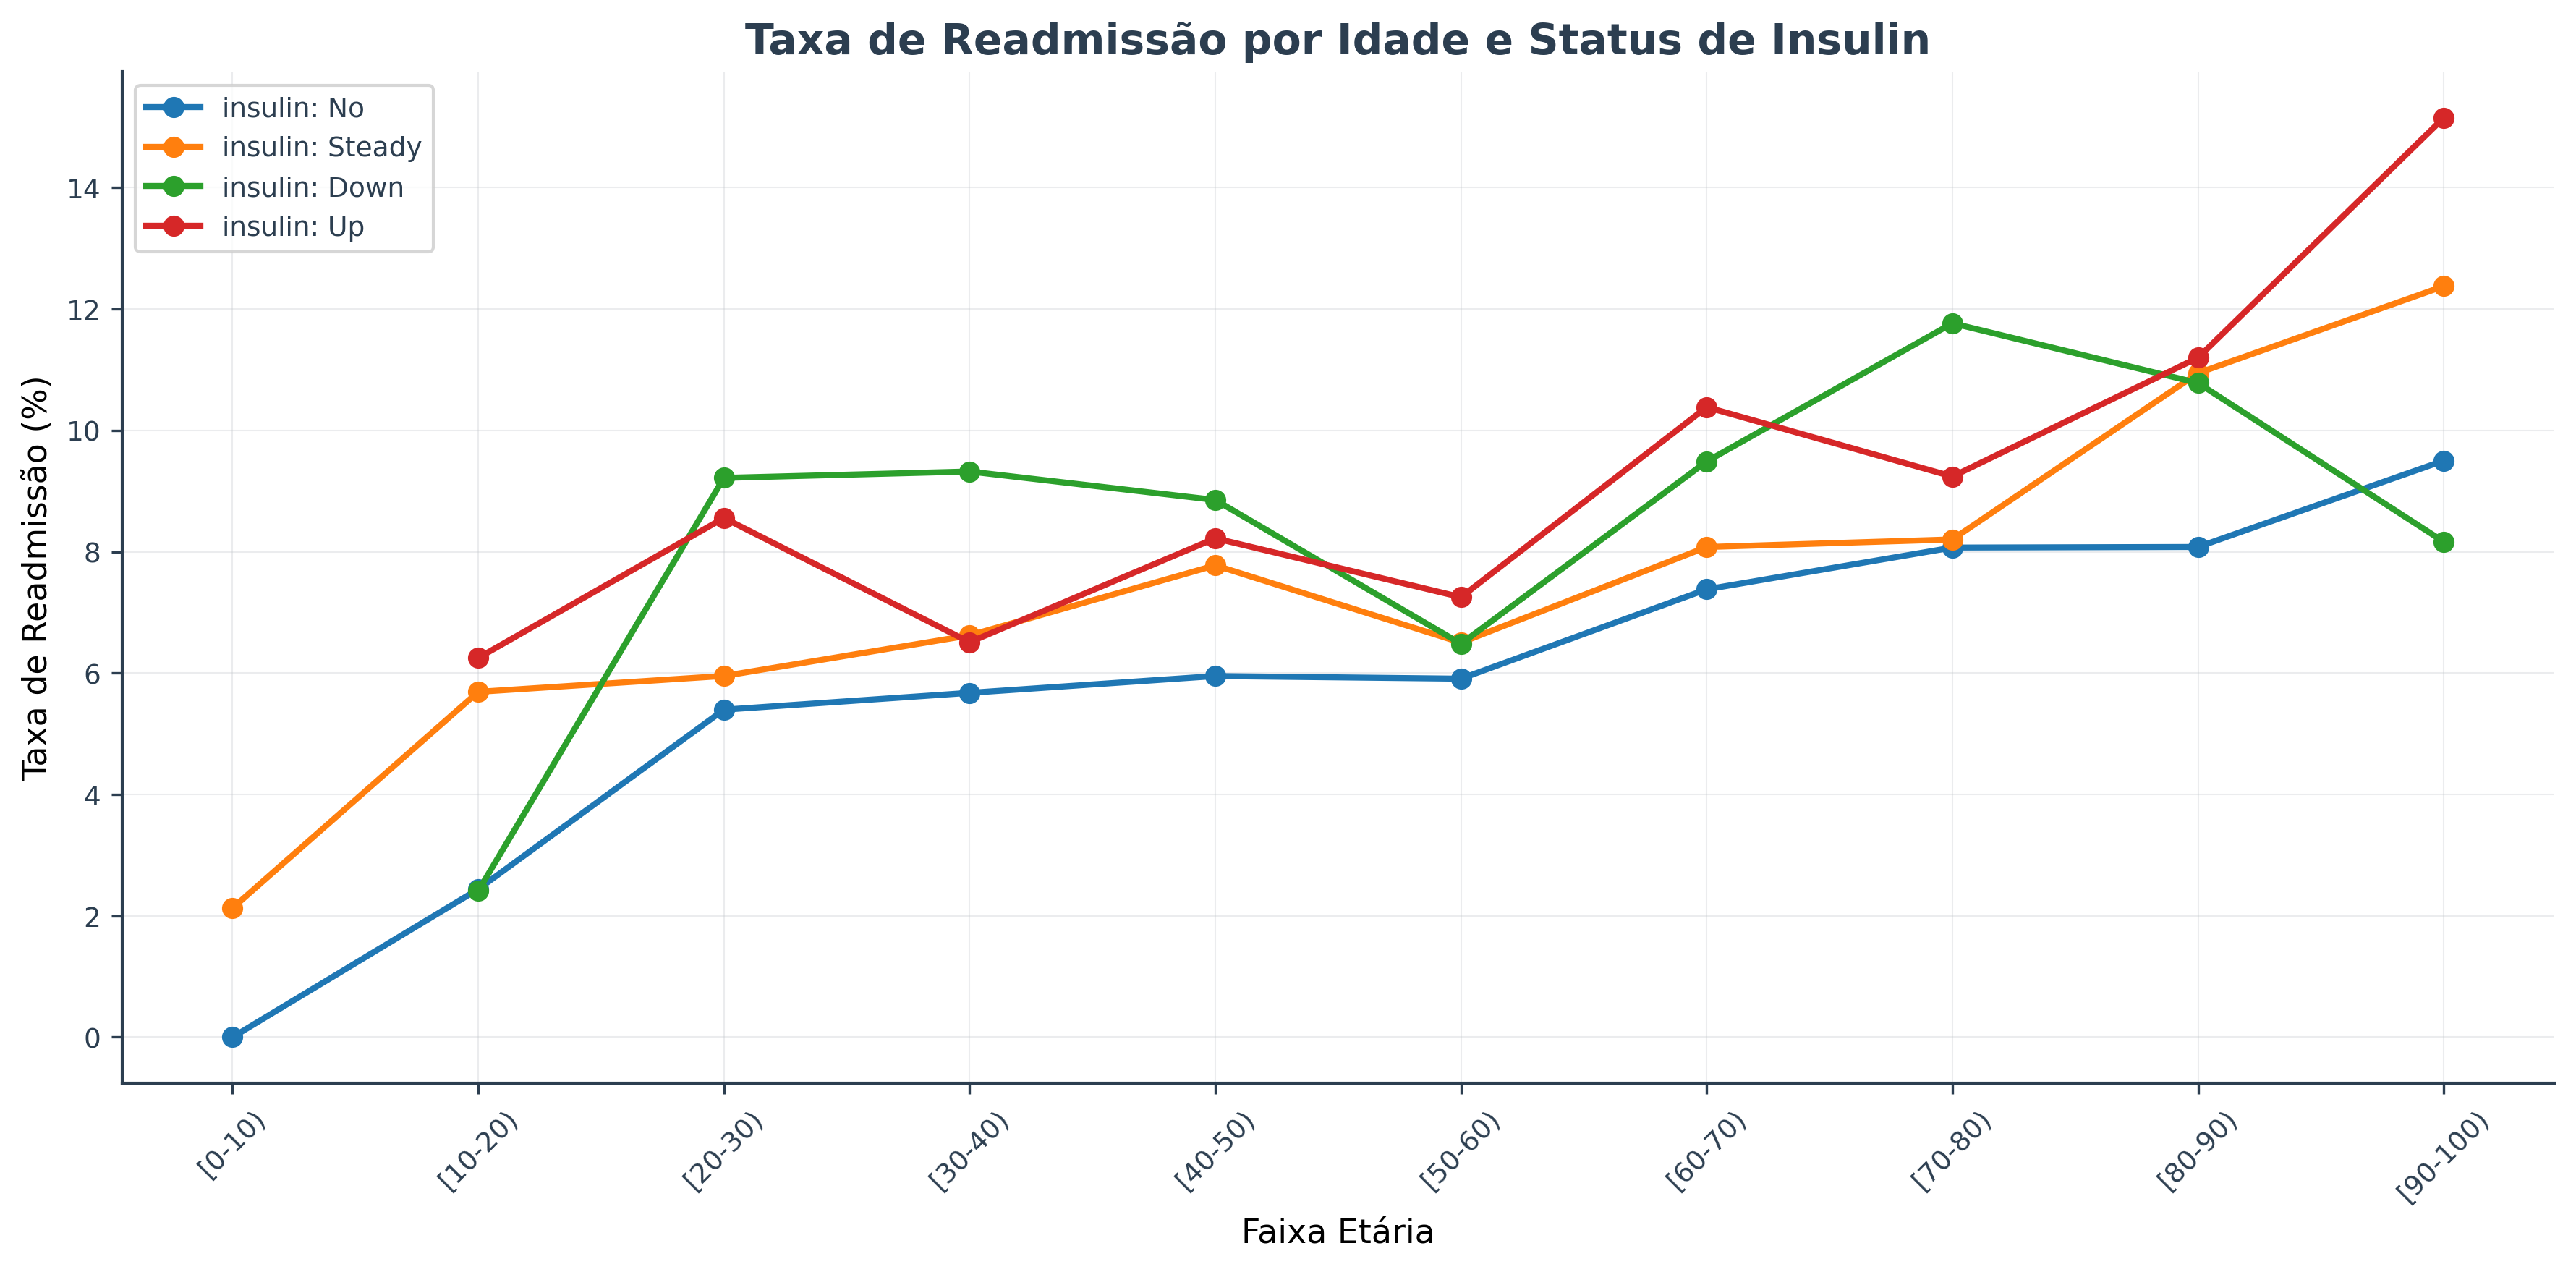 Taxa de Readmissão por Idade e Status de Insulin
insulin: No
insulin: Steady
insulin: Down
insulin: Up
Taxa de Readmissão (%)
14
12
10
8
6
4
2
0
[0-10)
[10-20)
[20-30)
[30-40)
[40-50)
[50-60)
[60-70)
[70-80)
[80-90)
[90-100)
Faixa Etária